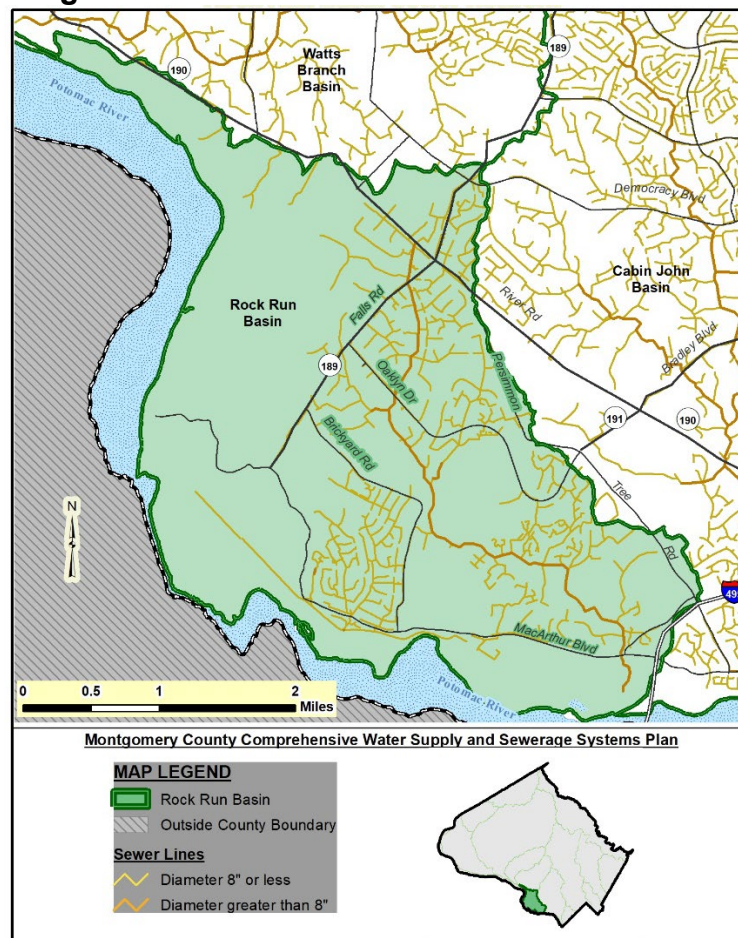 189
Watts
Branch
Basin
190
Potomac River
Democracy Blvd
Cabin John
Basin
River Rd
Rock Run
Basin
Falls Rd
Bradley Blvd
Persimmon
189
Oaklyn Dr
191
190
Brickyard Rd
Tree
Rd
N
495
MacArthur Blvd
0 0.5 1 2
Miles
Potomac River
Montgomery County Comprehensive Water Supply and Sewerage Systems Plan
MAP LEGEND
Rock Run Basin
Outside County Boundary
Sewer Lines
Diameter 8" or less
Diameter greater than 8"